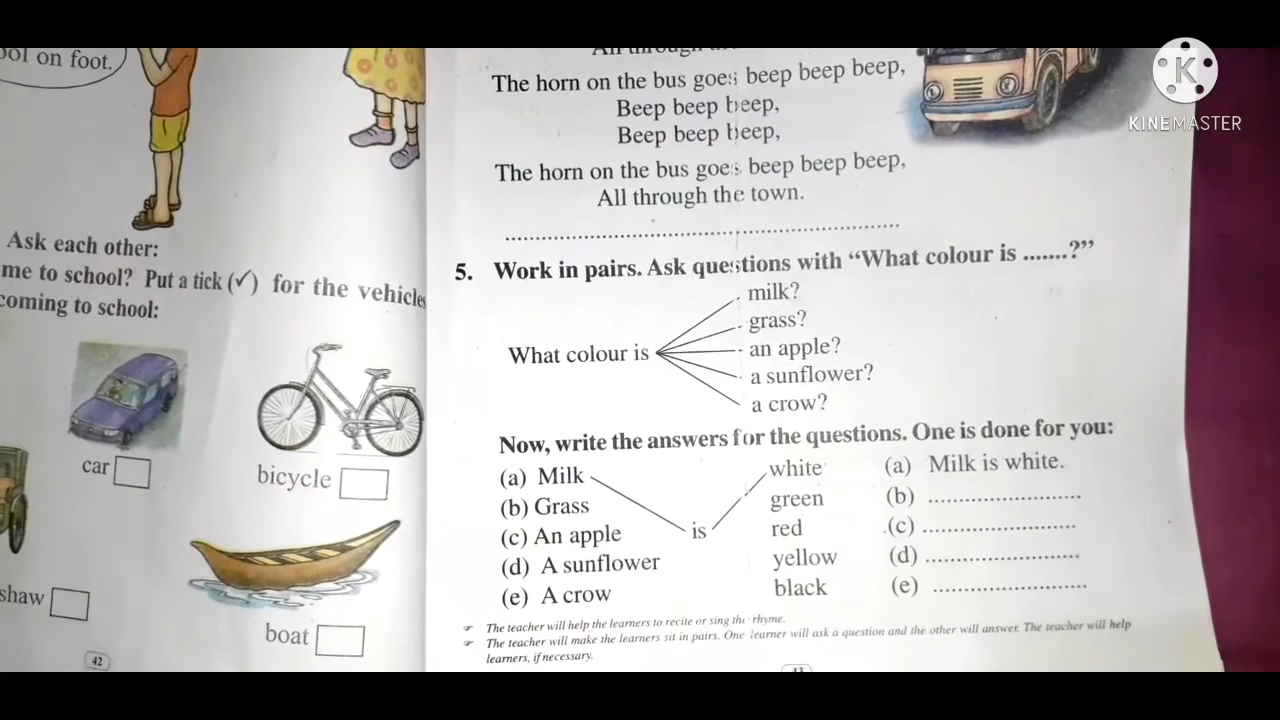 ool on foot.
Ask each other:
me to school? Put a tick (✓) for the vehicles
coming to school:
car
bicycle
shaw
boat
42
All through
The horn on the bus goes beep beep beep,
Beep beep beep,
Beep beep beep,
The horn on the bus goes beep beep beep,
All through the town.
5. Work in pairs. Ask questions with “What colour is .......?”
milk?
grass?
What colour is
an apple?
a sunflower?
a crow?
Now, write the answers for the questions. One is done for you:
(a) Milk white (a) Milk is white.
(b) Grass green (b) ..........................
(c) An apple is red (c) ..........................
(d) A sunflower yellow (d) ..........................
(e) A crow black (e) ..........................
The teacher will help the learners to recite or sing the rhyme.
The teacher will make the learners sit in pairs. One learner will ask a question and the other will answer. The teacher will help
learners, if necessary.
43
K
KINEMASTER